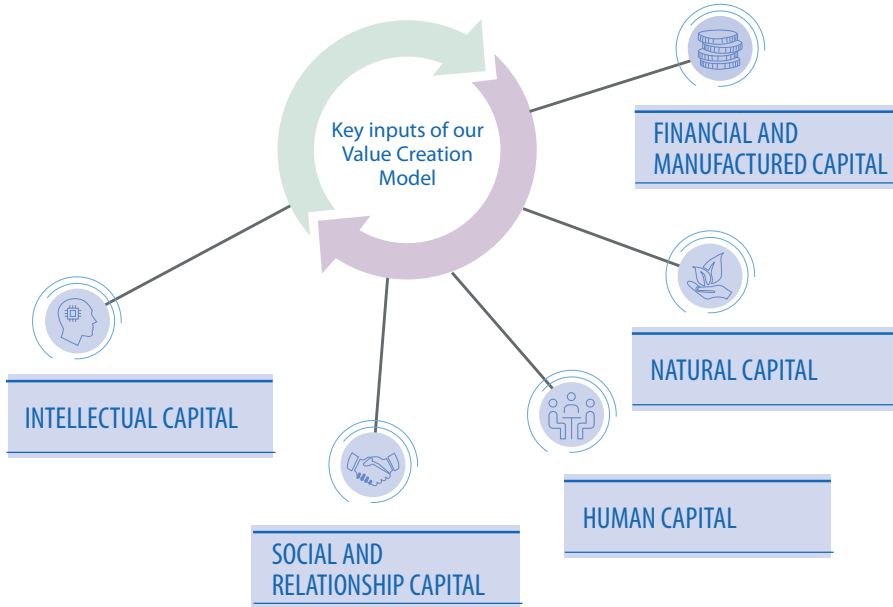 Key inputs of our
Value Creation
Model
FINANCIAL AND
MANUFACTURED CAPITAL
NATURAL CAPITAL
HUMAN CAPITAL
SOCIAL AND
RELATIONSHIP CAPITAL
INTELLECTUAL CAPITAL